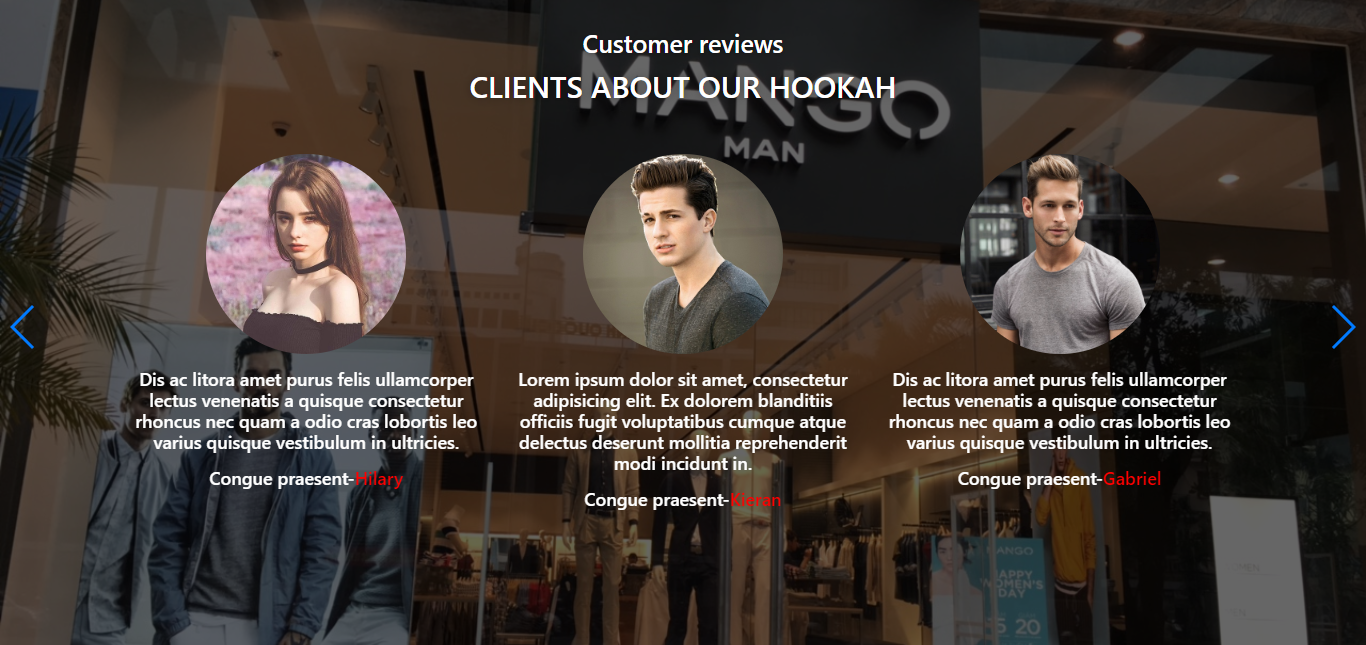 Customer reviews
CLIENTS ABOUT OUR HOOKAH
MANGO
MAN
Dis ac litora amet purus felis ullamcorper
lectus venenatis a quisque consectetur
rhoncus nec quam a odio cras lobortis leo
varius quisque vestibulum in ultricies.
Congue praesent-Hilary
Lorem ipsum dolor sit amet, consectetur
adipisicing elit. Ex dolorem blanditiis
officiis fugit voluptatibus cumque atque
delectus deserunt mollitia reprehenderit
modi incidunt in.
Congue praesent-Kieran
Dis ac litora amet purus felis ullamcorper
lectus venenatis a quisque consectetur
rhoncus nec quam a odio cras lobortis leo
varius quisque vestibulum in ultricies.
Congue praesent-Gabriel
MANGO
HAPPY
WOMEN'S
DAY
20